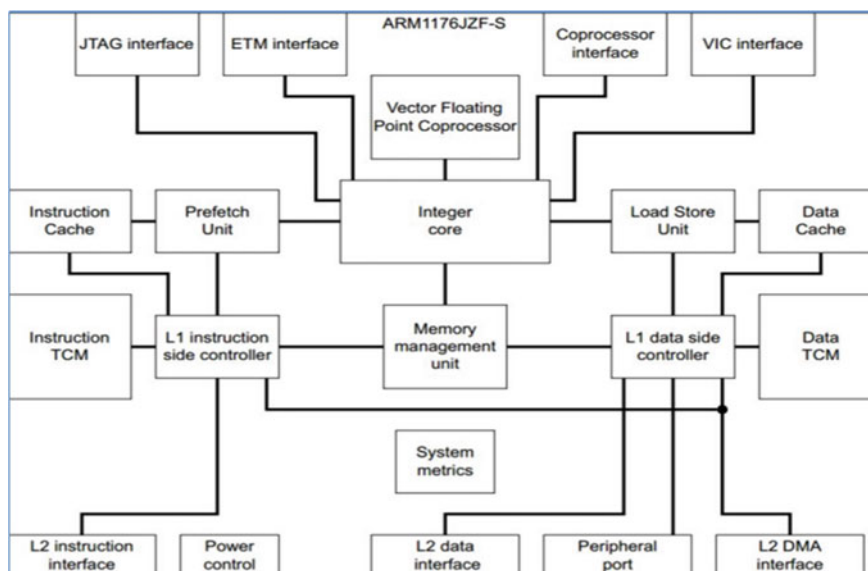 ARM1176JZF-S
JTAG interface
ETM interface
Coprocessor
interface
VIC interface
Vector Floating
Point Coprocessor
Instruction
Cache
Prefetch
Unit
Integer
core
Load Store
Unit
Data
Cache
Instruction
TCM
L1 instruction
side controller
Memory
management
unit
L1 data side
controller
Data
TCM
System
metrics
L2 instruction
interface
Power
control
L2 data
interface
Peripheral
port
L2 DMA
interface